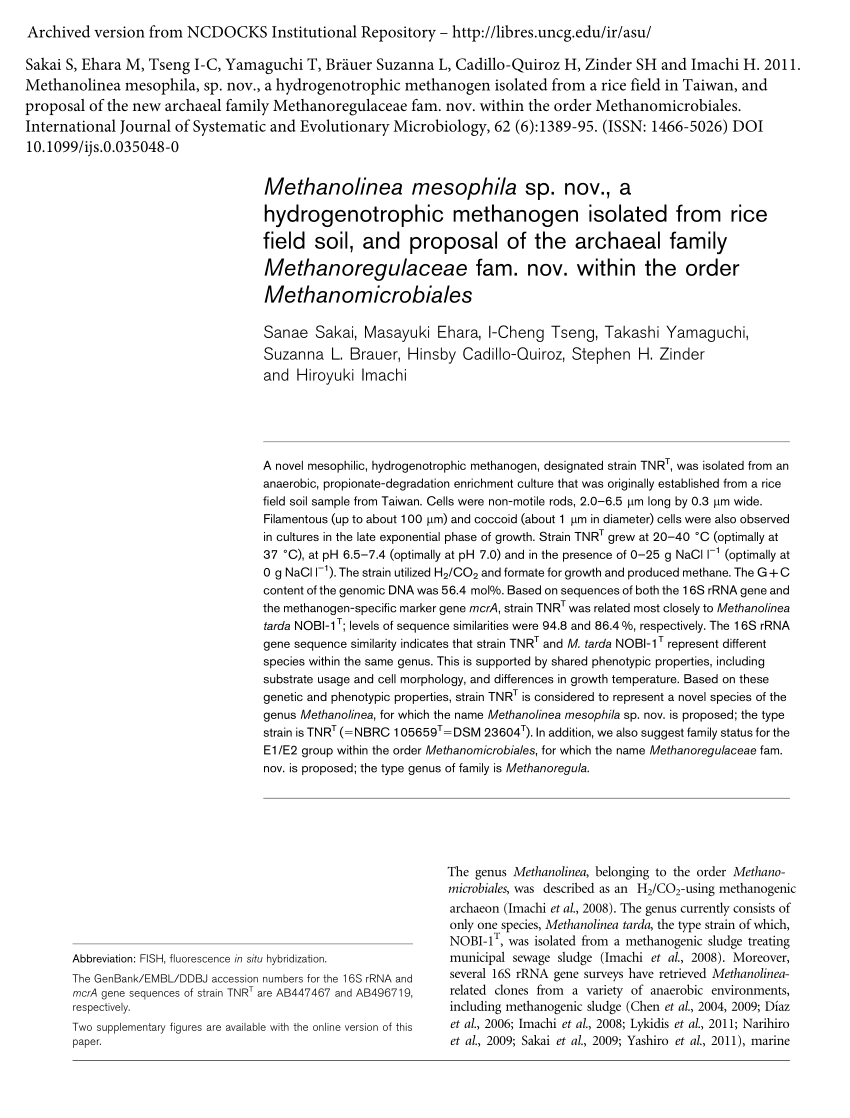 Archived version from NCDOCKS Institutional Repository – http://libres.uncg.edu/ir/asu/
Sakai S, Ehara M, Tseng I-C, Yamaguchi T, Bräuer Suzanna L, Cadillo-Quiroz H, Zinder SH and Imachi H. 2011.
Methanolinea mesophila, sp. nov., a hydrogenotrophic methanogen isolated from a rice field in Taiwan, and
proposal of the new archaeal family Methanoregulaceae fam. nov. within the order Methanomicrobiales.
International Journal of Systematic and Evolutionary Microbiology, 62 (6):1389-95. (ISSN: 1466-5026) DOI
10.1099/ijs.0.035048-0
Methanolinea mesophila sp. nov., a
hydrogenotrophic methanogen isolated from rice
field soil, and proposal of the archaeal family
Methanoregulaceae fam. nov. within the order
Methanomicrobiales
Sanae Sakai, Masayuki Ehara, I-Cheng Tseng, Takashi Yamaguchi,
Suzanna L. Brauer, Hinsby Cadillo-Quiroz, Stephen H. Zinder
and Hiroyuki Imachi
A novel mesophilic, hydrogenotrophic methanogen, designated strain TNRᵀ, was isolated from an
anaerobic, propionate-degradation enrichment culture that was originally established from a rice
field soil sample from Taiwan. Cells were non-motile rods, 2.0–6.5 μm long by 0.3 μm wide.
Filamentous (up to about 100 μm) and coccoid (about 1 μm in diameter) cells were also observed
in cultures in the late exponential phase of growth. Strain TNRᵀ grew at 20–40 °C (optimally at
37 °C), at pH 6.5–7.4 (optimally at pH 7.0) and in the presence of 0–25 g NaCl l⁻¹ (optimally at
0 g NaCl l⁻¹). The strain utilized H₂/CO₂ and formate for growth and produced methane. The G+C
content of the genomic DNA was 56.4 mol%. Based on sequences of both the 16S rRNA gene and
the methanogen-specific marker gene mcrA, strain TNRᵀ was related most closely to Methanolinea
tarda NOBI-1ᵀ; levels of sequence similarities were 94.8 and 86.4 %, respectively. The 16S rRNA
gene sequence similarity indicates that strain TNRᵀ and M. tarda NOBI-1ᵀ represent different
species within the same genus. This is supported by shared phenotypic properties, including
substrate usage and cell morphology, and differences in growth temperature. Based on these
genetic and phenotypic properties, strain TNRᵀ is considered to represent a novel species of the
genus Methanolinea, for which the name Methanolinea mesophila sp. nov. is proposed; the type
strain is TNRᵀ (=NBRC 105659ᵀ=DSM 23604ᵀ). In addition, we also suggest family status for the
E1/E2 group within the order Methanomicrobiales, for which the name Methanoregulaceae fam.
nov. is proposed; the type genus of family is Methanoregula.
Abbreviation: FISH, fluorescence in situ hybridization.
The GenBank/EMBL/DDBJ accession numbers for the 16S rRNA and
mcrA gene sequences of strain TNRᵀ are AB447467 and AB496719,
respectively.
Two supplementary figures are available with the online version of this
paper.
The genus Methanolinea, belonging to the order Methano-
microbiales, was described as an H₂/CO₂-using methanogenic
archaeon (Imachi et al., 2008). The genus currently consists of
only one species, Methanolinea tarda, the type strain of which,
NOBI-1ᵀ, was isolated from a methanogenic sludge treating
municipal sewage sludge (Imachi et al., 2008). Moreover,
several 16S rRNA gene surveys have retrieved Methanolinea-
related clones from a variety of anaerobic environments,
including methanogenic sludge (Chen et al., 2004, 2009; Díaz
et al., 2006; Imachi et al., 2008; Lykidis et al., 2011; Narihiro
et al., 2009; Sakai et al., 2009; Yashiro et al., 2011), marine